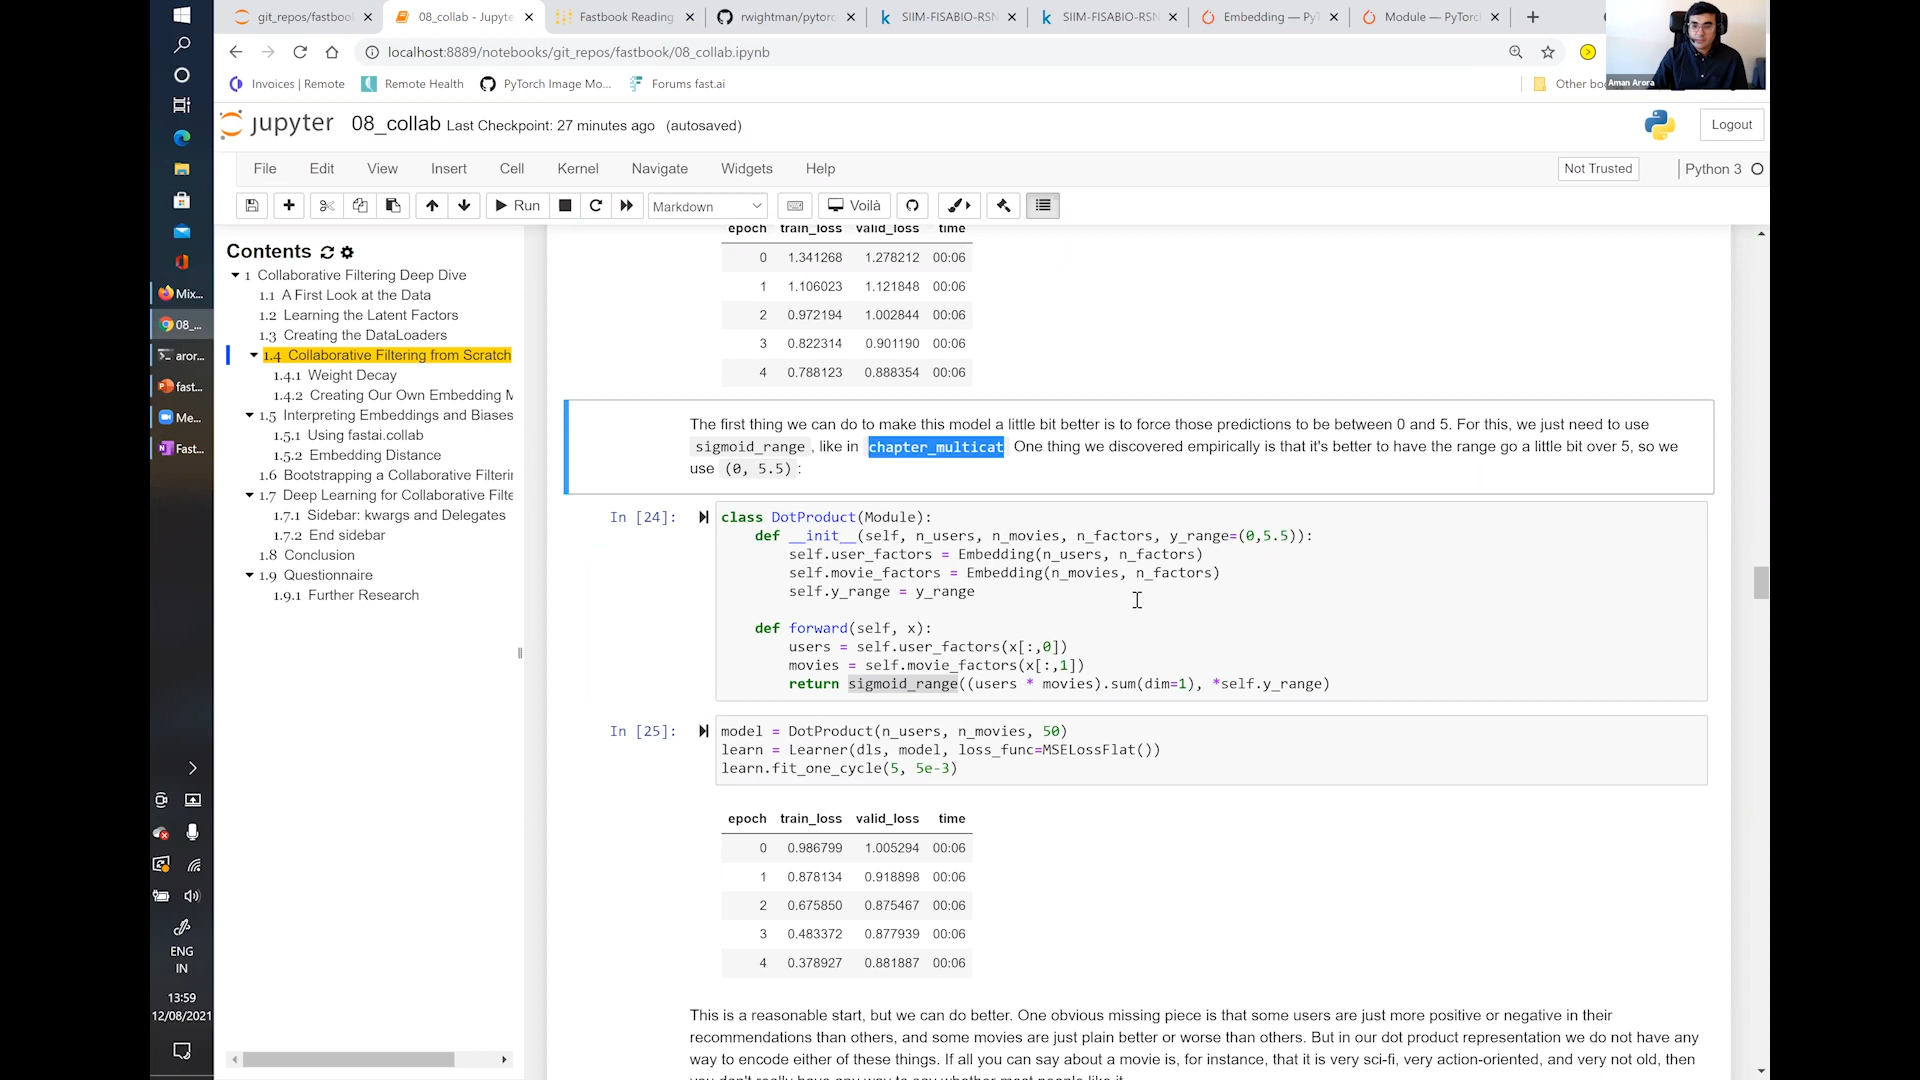 git_repos/fastboo
08_collab - Jupyte
Fastbook Reading
rwightman/pytorc
SIIM-FISABIO-RSN
SIIM-FISABIO-RSN
Embedding — PyT
Module — PyTorc
localhost:8889/notebooks/git_repos/fastbook/08_collab.ipynb
Invoices | Remote
Remote Health
PyTorch Image Mo...
Forums fast.ai
Other bo
Aman Arora
jupyter
08_collab Last Checkpoint: 27 minutes ago (autosaved)
Logout
File
Edit
View
Insert
Cell
Kernel
Navigate
Widgets
Help
Not Trusted
Python 3
Run
Markdown
Voilà
Contents
1 Collaborative Filtering Deep Dive
1.1 A First Look at the Data
1.2 Learning the Latent Factors
1.3 Creating the DataLoaders
1.4 Collaborative Filtering from Scratch
1.4.1 Weight Decay
1.4.2 Creating Our Own Embedding M
1.5 Interpreting Embeddings and Biases
1.5.1 Using fastai.collab
1.5.2 Embedding Distance
1.6 Bootstrapping a Collaborative Filterin
1.7 Deep Learning for Collaborative Filte
1.7.1 Sidebar: kwargs and Delegates
1.7.2 End sidebar
1.8 Conclusion
1.9 Questionnaire
1.9.1 Further Research
epoch train_loss valid_loss time
0 1.341268 1.278212 00:06
1 1.106023 1.121848 00:06
2 0.972194 1.002844 00:06
3 0.822314 0.901190 00:06
4 0.788123 0.888354 00:06
The first thing we can do to make this model a little bit better is to force those predictions to be between 0 and 5. For this, we just need to use
sigmoid_range , like in chapter_multicat One thing we discovered empirically is that it's better to have the range go a little bit over 5, so we
use (0, 5.5) :
In [24]:
class DotProduct(Module):
def __init__(self, n_users, n_movies, n_factors, y_range=(0,5.5)):
self.user_factors = Embedding(n_users, n_factors)
self.movie_factors = Embedding(n_movies, n_factors)
self.y_range = y_range
def forward(self, x):
users = self.user_factors(x[:,0])
movies = self.movie_factors(x[:,1])
return sigmoid_range((users * movies).sum(dim=1), *self.y_range)
In [25]:
model = DotProduct(n_users, n_movies, 50)
learn = Learner(dls, model, loss_func=MSELossFlat())
learn.fit_one_cycle(5, 5e-3)
epoch train_loss valid_loss time
0 0.986799 1.005294 00:06
1 0.878134 0.918898 00:06
2 0.675850 0.875467 00:06
3 0.483372 0.877939 00:06
4 0.378927 0.881887 00:06
This is a reasonable start, but we can do better. One obvious missing piece is that some users are just more positive or negative in their
recommendations than others, and some movies are just plain better or worse than others. But in our dot product representation we do not have any
way to encode either of these things. If all you can say about a movie is, for instance, that it is very sci-fi, very action-oriented, and very not old, then
you don't really have any way to say whether most people like it.
Mix...
08_...
aror...
fast...
Me...
Fast...
ENG
IN
13:59
12/08/2021